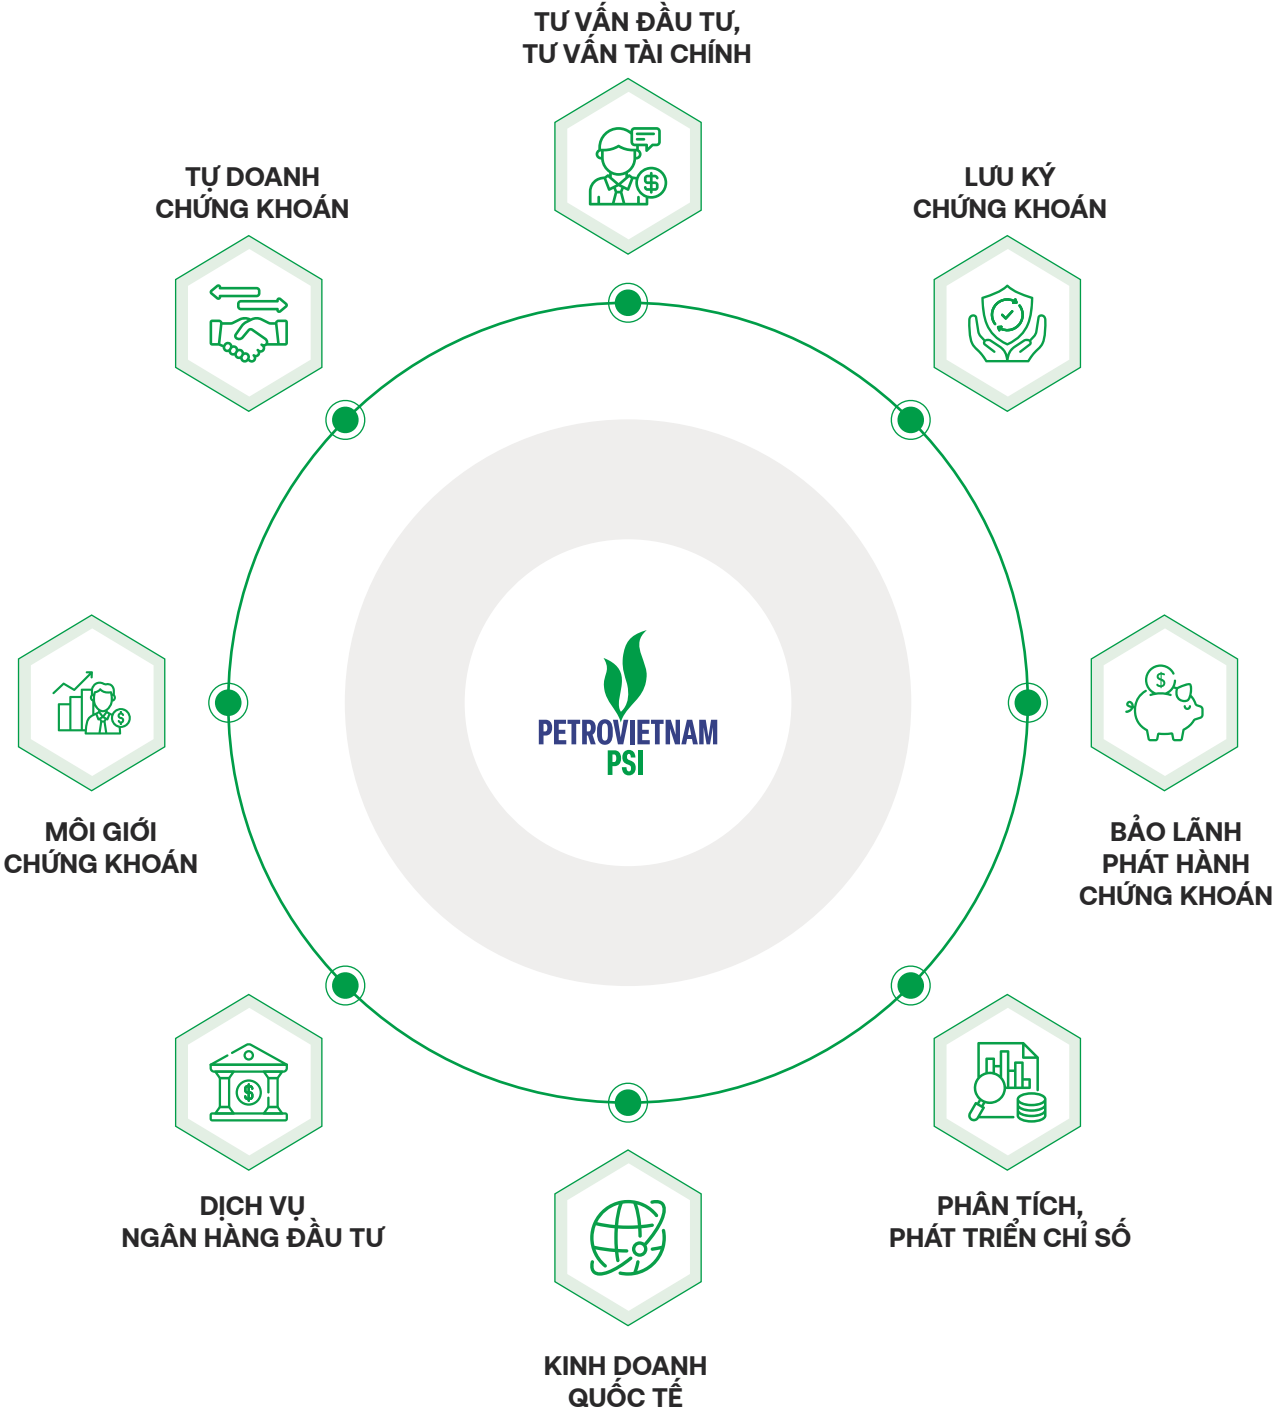 TƯ VẤN ĐẦU TƯ,
TƯ VẤN TÀI CHÍNH
TỰ DOANH
CHỨNG KHOÁN
LƯU KÝ
CHỨNG KHOÁN
PETROVIETNAM
PSI
MÔI GIỚI
CHỨNG KHOÁN
BẢO LÃNH
PHÁT HÀNH
CHỨNG KHOÁN
DỊCH VỤ
NGÂN HÀNG ĐẦU TƯ
PHÂN TÍCH,
PHÁT TRIỂN CHỈ SỐ
KINH DOANH
QUỐC TẾ